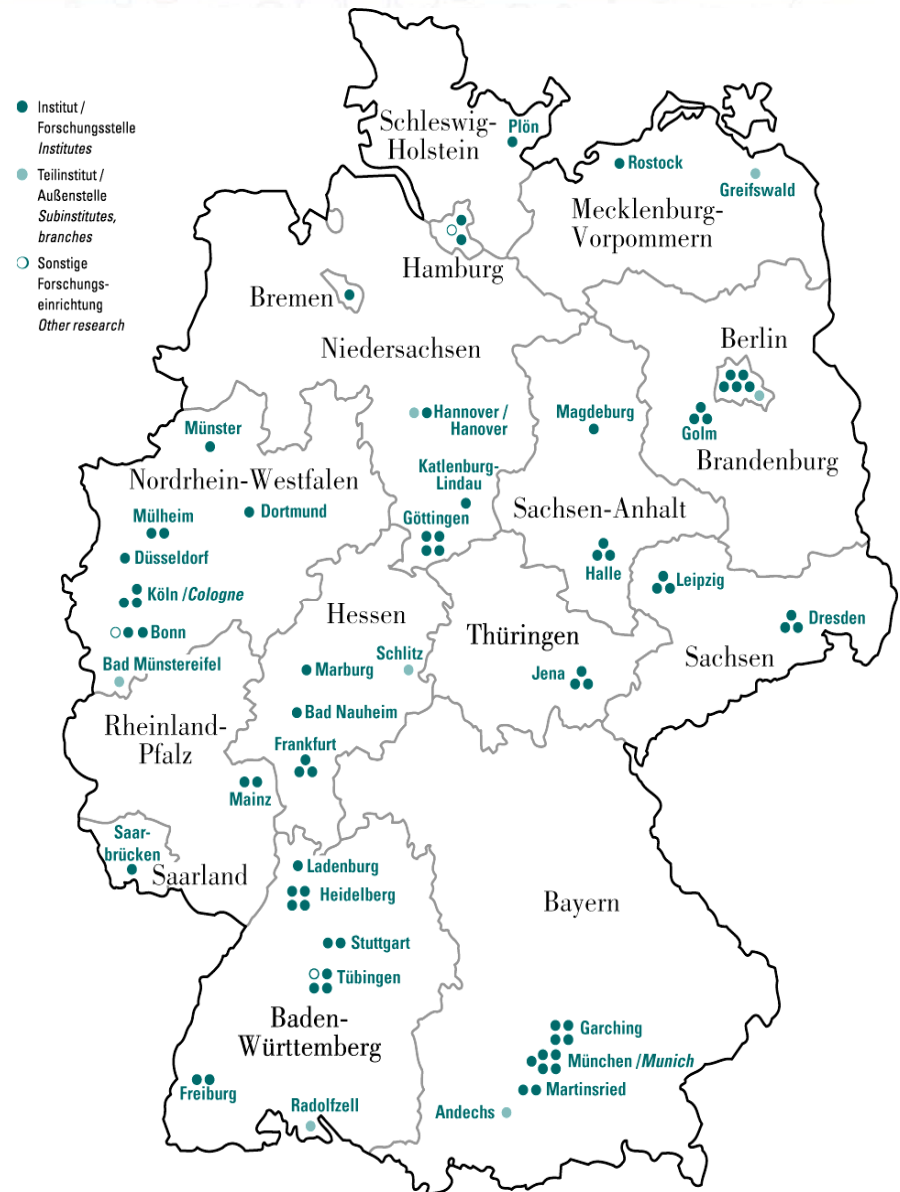 Institut /
Forschungsstelle
Institutes
Teilinstitut /
Außenstelle
Subinstitutes,
branches
Sonstige
Forschungs-
einrichtung
Other research
Schleswig-
Holstein
Plön
Rostock
Greifswald
Mecklenburg-
Vorpommern
Hamburg
Bremen
Niedersachsen
Berlin
Hannover /
Hanover
Magdeburg
Golm
Brandenburg
Münster
Nordrhein-Westfalen
Katlenburg-
Lindau
Dortmund
Mülheim
Göttingen
Sachsen-Anhalt
Düsseldorf
Halle
Leipzig
Köln /Cologne
Hessen
Dresden
Bonn
Thüringen
Sachsen
Schlitz
Bad Münstereifel
Marburg
Jena
Rheinland-
Pfalz
Bad Nauheim
Frankfurt
Mainz
Saar-
brücken
Saarland
Ladenburg
Heidelberg
Bayern
Stuttgart
Tübingen
Baden-
Württemberg
Garching
München /Munich
Martinsried
Freiburg
Radolfzell
Andechs